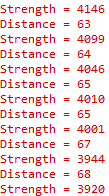 Strength = 4146
Distance = 63
Strength = 4099
Distance = 64
Strength = 4046
Distance = 65
Strength = 4010
Distance = 65
Strength = 4001
Distance = 67
Strength = 3944
Distance = 68
Strength = 3920